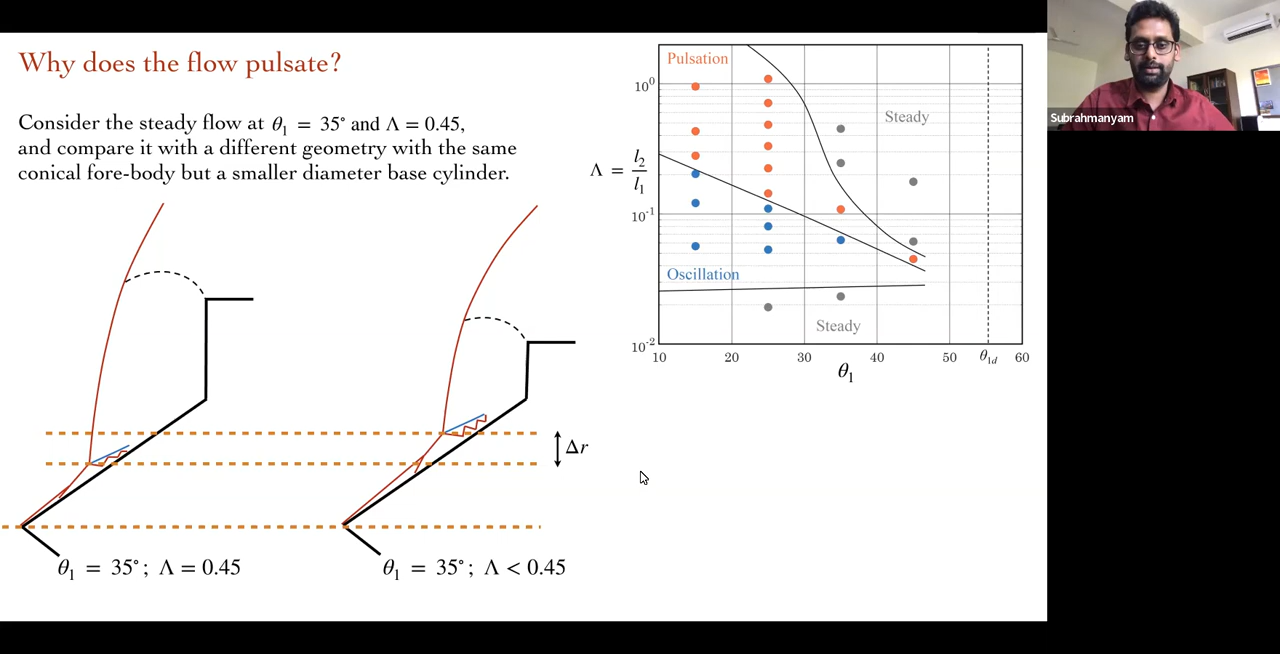 Why does the flow pulsate?
Consider the steady flow at θ₁ = 35° and Λ = 0.45,
and compare it with a different geometry with the same
conical fore-body but a smaller diameter base cylinder.
Δr
θ₁ = 35°; Λ = 0.45
θ₁ = 35°; Λ < 0.45
Pulsation
Steady
Oscillation
Steady
Λ = l₂/l₁
10⁰
10⁻¹
10⁻²
10 20 30 40 50 θ₁d 60
θ₁
Subrahmanyam